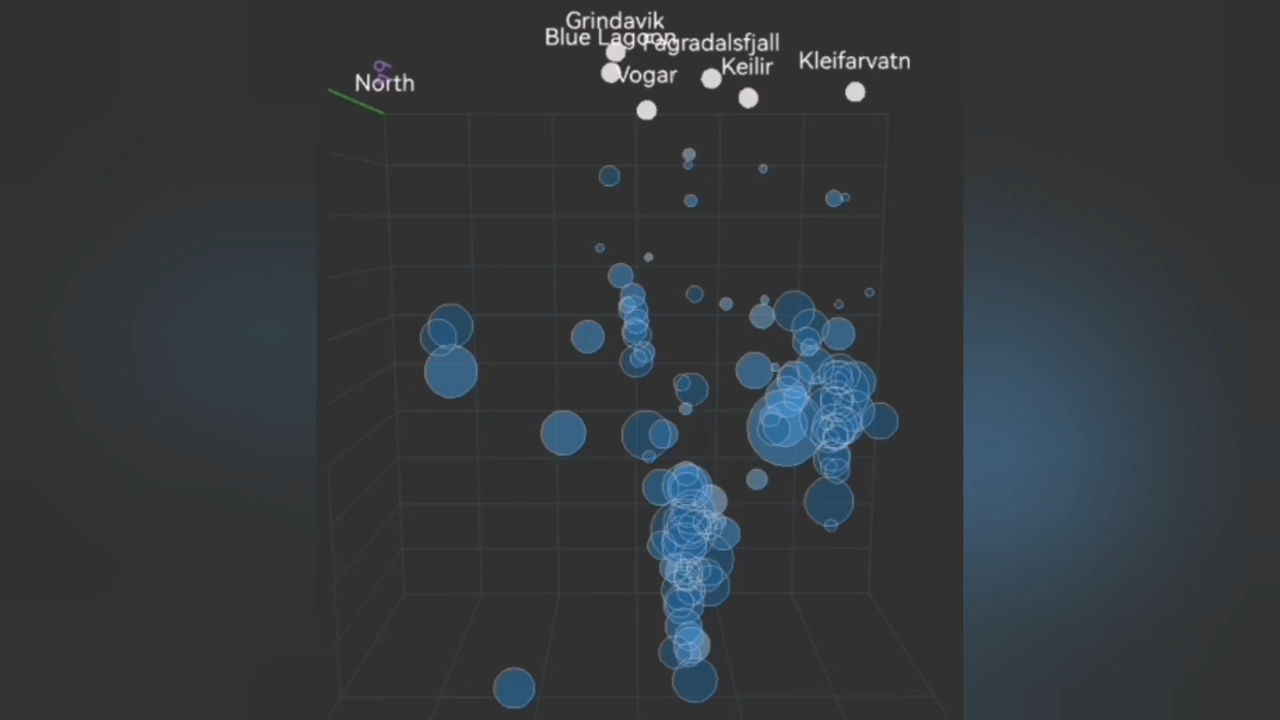 Grindavik
Blue Lagoon
Fagradalsfjall
Kleifarvatn
Vogar
Keilir
North